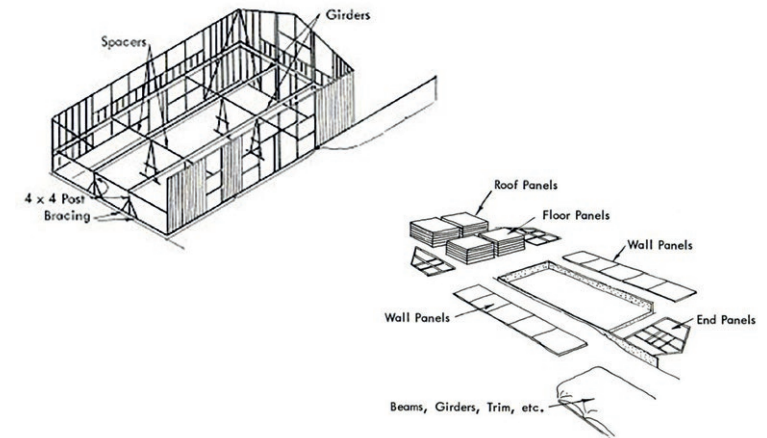 Girders
Spacers
4 x 4 Post
Bracing
Roof Panels
Floor Panels
Wall Panels
Wall Panels
End Panels
Beams, Girders, Trim, etc.